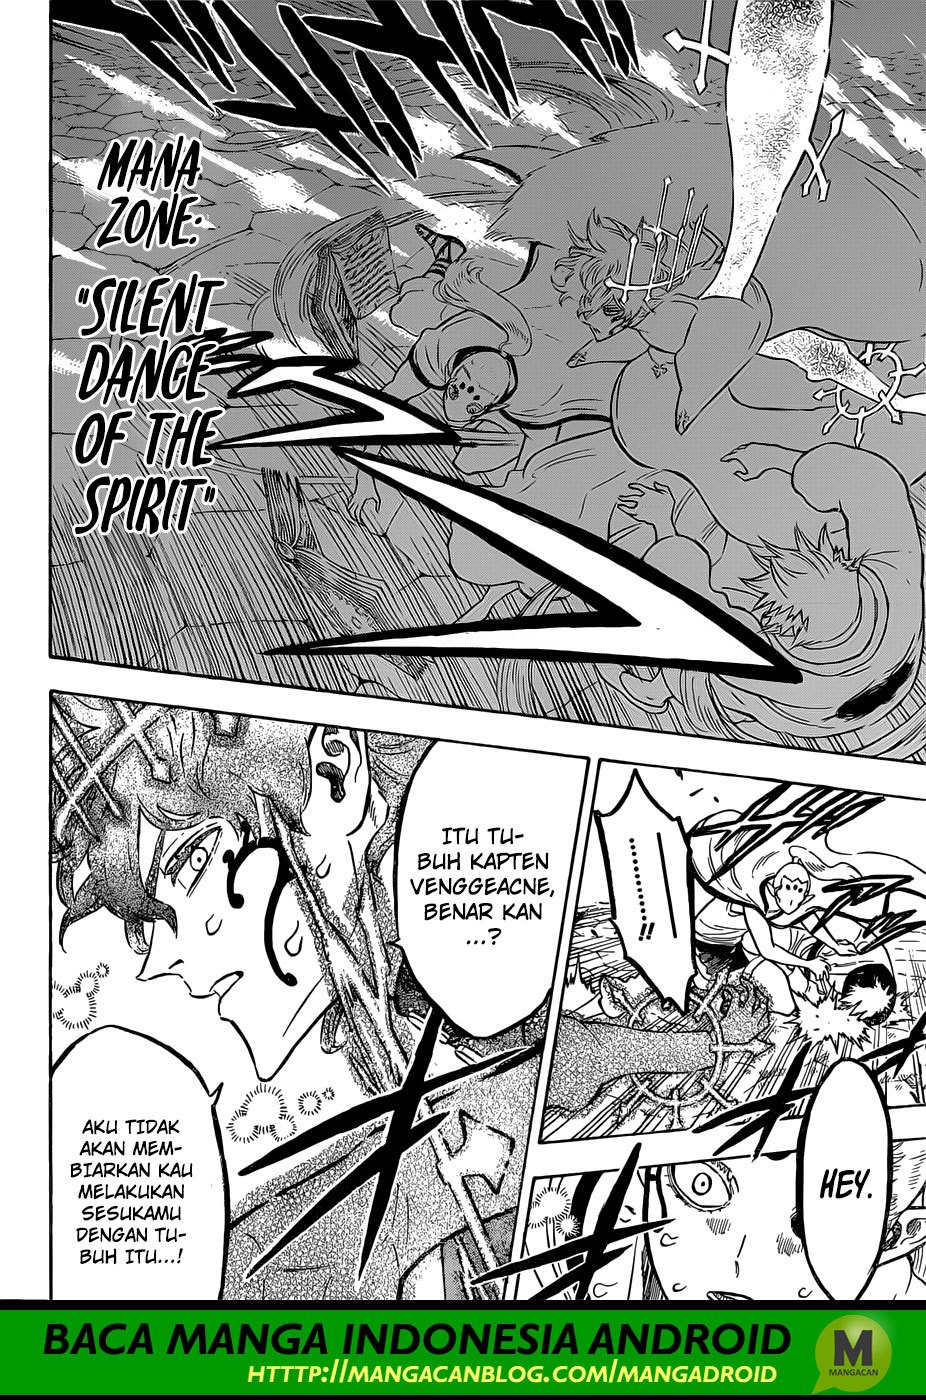 MANA
ZONE:
"SILENT
DANCE
OF THE
SPIRIT"
.........!!
HEY.
ITU TU-
BUH KAPTEN
VENGGEACNE,
BENAR KAN
...?
AKU TIDAK
AKAN MEM-
BIARKAN KAU
MELAKUKAN
SESUKAMU
DENGAN TU-
BUH ITU...!
BACA MANGA INDONESIA ANDROID
HTTTP://MANGACANBLOG.COM/MANGADROID
M
MANGACAN